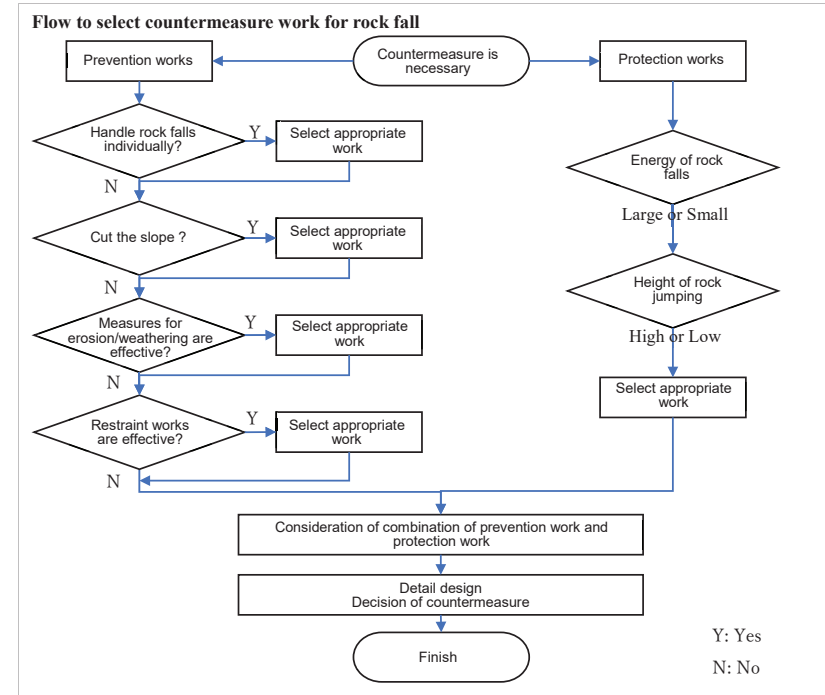 Flow to select countermeasure work for rock fall
Prevention works
Countermeasure is
necessary
Protection works
Handle rock falls
individually?
Y
Select appropriate
work
N
Energy of rock
falls
Large or Small
Cut the slope ?
Y
Select appropriate
work
N
Height of rock
jumping
High or Low
Measures for
erosion/weathering are
effective?
Y
Select appropriate
work
N
Select appropriate
work
Restraint works
are effective?
Y
Select appropriate
work
N
Consideration of combination of prevention work and
protection work
Detail design
Decision of countermeasure
Finish
Y: Yes
N: No